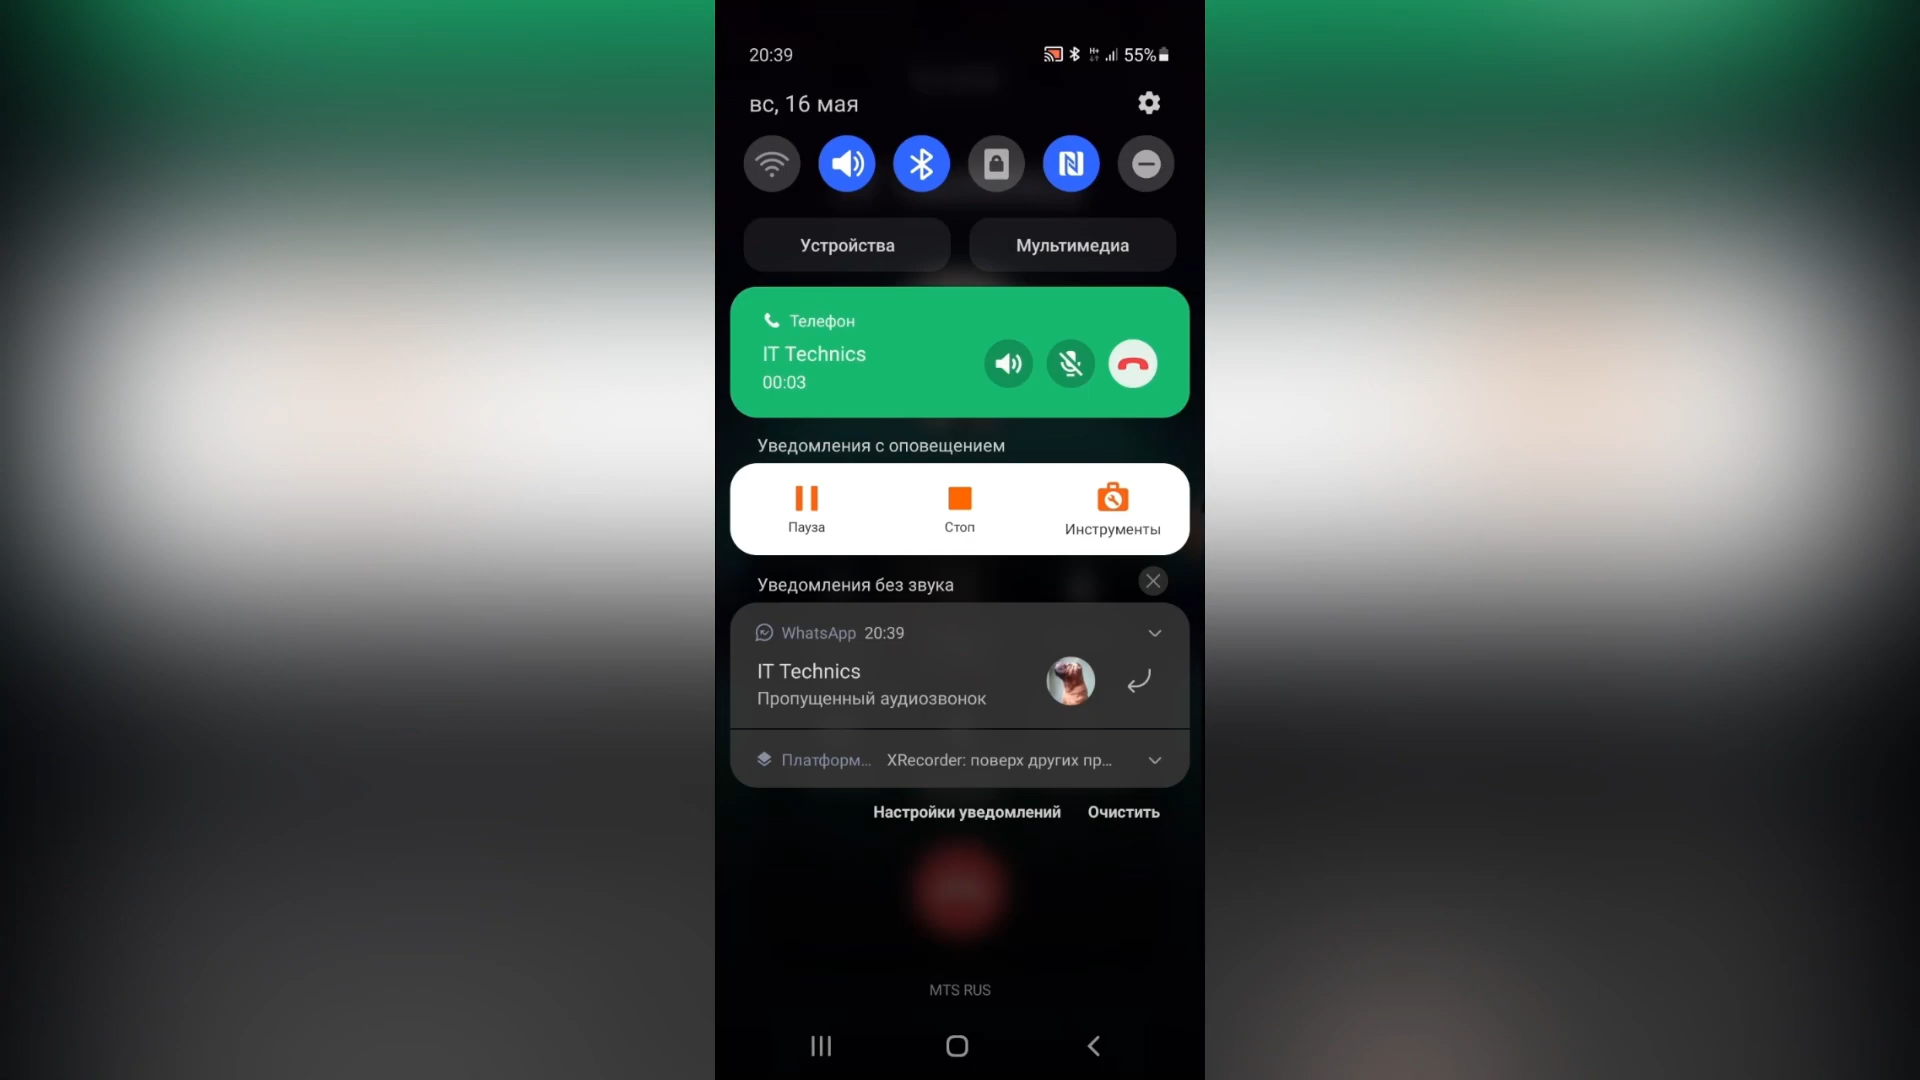 20:39
55%
вс, 16 мая
Устройства
Мультимедиа
Телефон
IT Technics
00:03
Уведомления с оповещением
Пауза
Стоп
Инструменты
Уведомления без звука
WhatsApp 20:39
IT Technics
Пропущенный аудиозвонок
Платформ... XRecorder: поверх других пр...
Настройки уведомлений
Очистить
MTS RUS